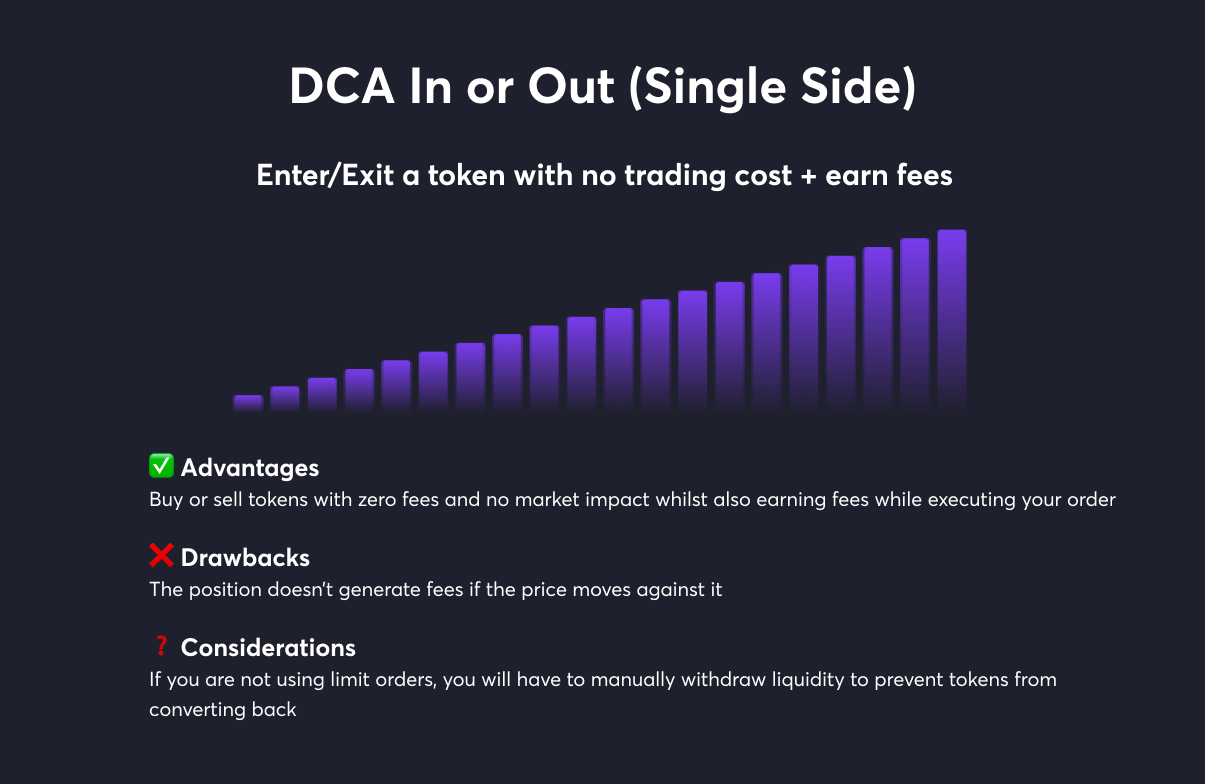 DCA In or Out (Single Side)
Enter/Exit a token with no trading cost + earn fees
✅ Advantages
Buy or sell tokens with zero fees and no market impact whilst also earning fees while executing your order
❌ Drawbacks
The position doesn't generate fees if the price moves against it
❓ Considerations
If you are not using limit orders, you will have to manually withdraw liquidity to prevent tokens from
converting back